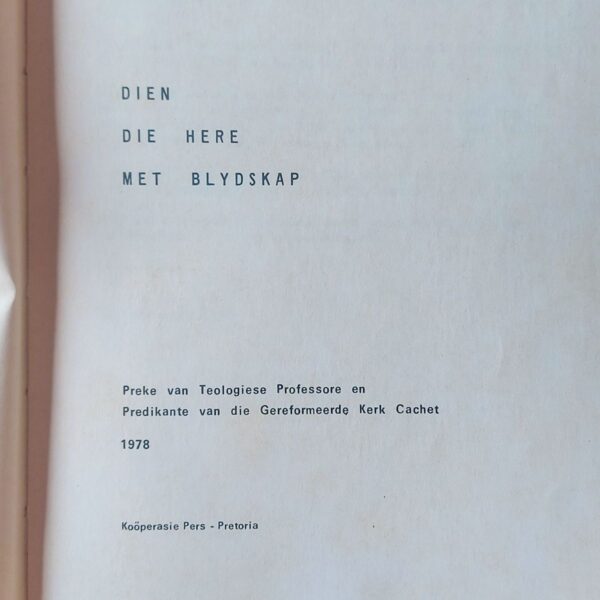 DIEN
DIE HERE
MET BLYDSKAP
Preke van Teologiese Professore en
Predikante van die Gereformeerde Kerk Cachet
1978
Koöperasie Pers - Pretoria